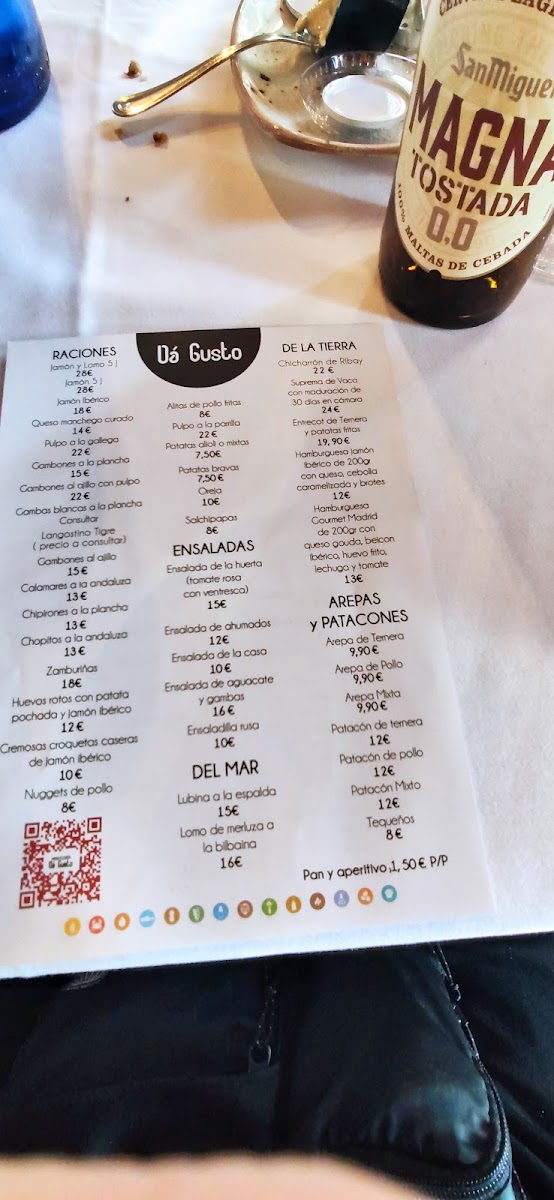 CERVEZA LAGER
San Miguel
MAGNA
TOSTADA
0,0
100% MALTAS DE CEBADA
Dá Gusto
RACIONES
Jamón y Lomo 5 J
28€
Jamón 5 J
28€
Jamón Ibérico
18€
Queso manchego curado
14€
Pulpo a la gallega
22€
Gambones a la plancha
15€
Gambones al ajillo con pulpo
22€
Gambas blancas a la plancha
Consultar
Langostino Tigre
( precio a consultar)
Gambones al ajillo
15€
Calamares a la andaluza
13€
Chipirones a la plancha
13€
Chopitos a la andaluza
13€
Zamburiñas
18€
Huevos rotos con patata
pochada y Jamón Ibérico
12€
Cremosas croquetas caseras
de Jamón ibérico
10€
Nuggets de pollo
8€
Alitas de pollo fritas
8€
Pulpo a la parrilla
22€
Patatas alioli o mixtas
7,50€
Patatas bravas
7,50€
Oreja
10€
Salchipapas
8€
ENSALADAS
Ensalada de la huerta
(tomate rosa
con ventresca)
15€
Ensalada de ahumados
12€
Ensalada de la casa
10€
Ensalada de aguacate
y gambas
16€
Ensaladilla rusa
10€
DEL MAR
Lubina a la espalda
15€
Lomo de merluza a
la bilbaina
16€
DE LA TIERRA
Chicharrón de Ribay
22 €
Suprema de Vaca
con maduración de
30 días en cámara
24€
Entrecot de Ternera
y patatas fritas
19,90€
Hamburguesa jamón
Ibérico de 200gr
con queso, cebolla
caramelizada y brotes
12€
Hamburguesa
Gourmet Madrid
de 200gr con
queso gouda, beicon
Ibérico, huevo frito,
lechuga y tomate
13€
AREPAS
y PATACONES
Arepa de Ternera
9,90€
Arepa de Pollo
9,90€
Arepa Mixta
9,90€
Patacón de ternera
12€
Patacón de pollo
12€
Patacón Mixto
12€
Tequeños
8€
Pan y aperitivo ,1, 50€ P/P